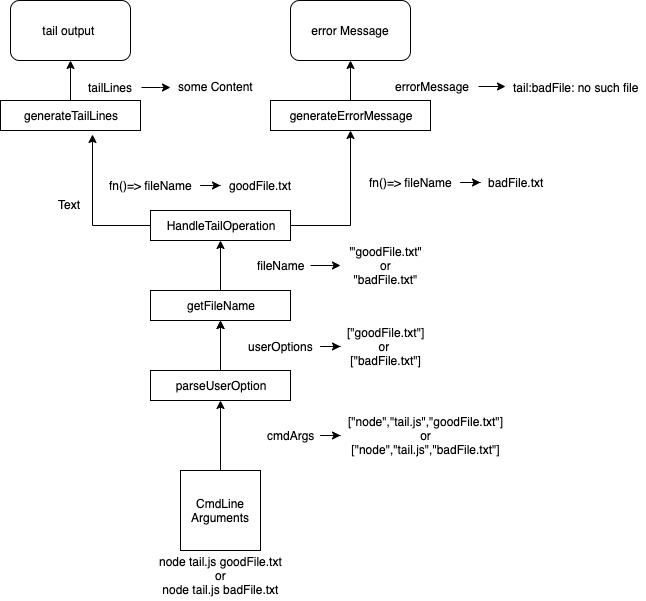 tail output
error Message
tailLines
some Content
errorMessage
tail:badFile: no such file
generateTailLines
generateErrorMessage
fn()=> fileName
goodFile.txt
fn()=> fileName
badFile.txt
Text
HandleTailOperation
fileName
'"goodFile.txt"
or
"badFile.txt"
getFileName
userOptions
["goodFile.txt"]
or
["badFile.txt"]
parseUserOption
cmdArgs
["node","tail.js","goodFile.txt"]
or
["node","tail.js","badFile.txt"]
CmdLine
Arguments
node tail.js goodFile.txt
or
node tail.js badFile.txt